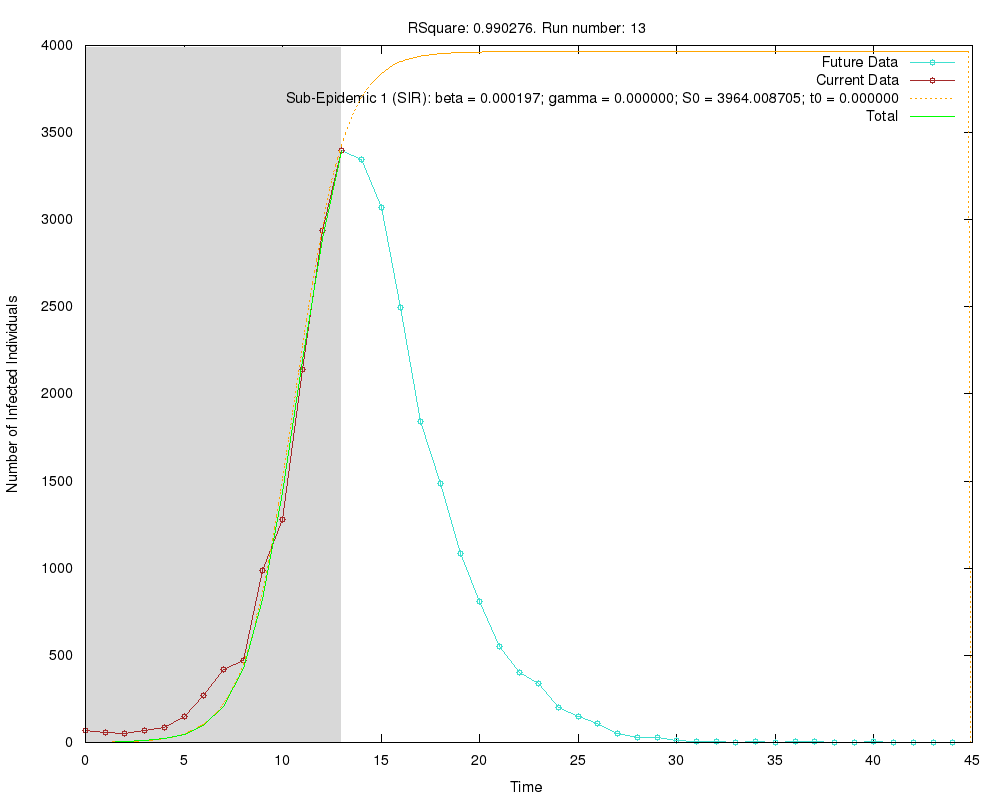 RSquare: 0.990276. Run number: 13
4000
3500
3000
2500
2000
1500
1000
500
0
Number of Infected Individuals
Future Data
Current Data
Sub-Epidemic 1 (SIR): beta = 0.000197; gamma = 0.000000; S0 = 3964.008705; t0 = 0.000000
Total
0 5 10 15 20 25 30 35 40 45
Time